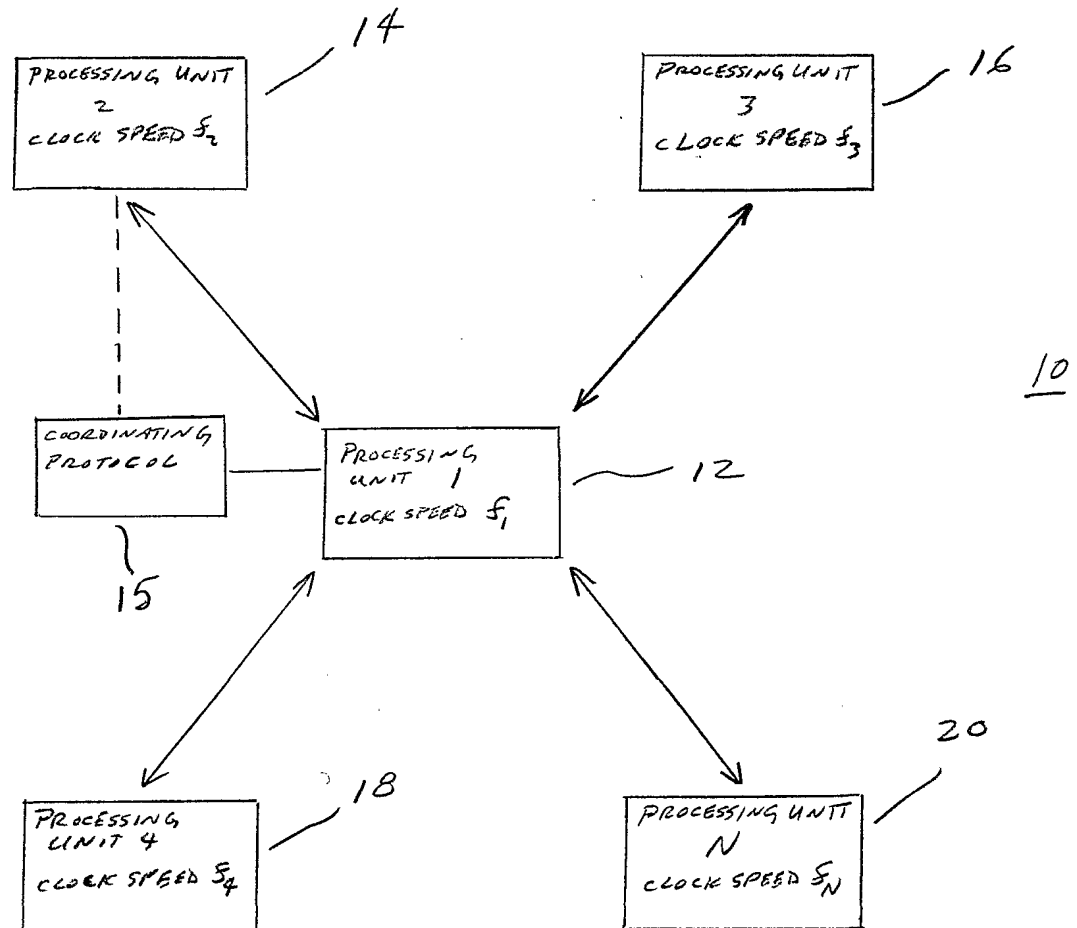 14
PROCESSING UNIT
2
CLOCK SPEED f2
16
PROCESSING UNIT
3
CLOCK SPEED f3
10
COORDINATING
PROTOCOL
15
PROCESSING
UNIT 1
CLOCK SPEED f1
12
18
PROCESSING
UNIT 4
CLOCK SPEED f4
20
PROCESSING UNIT
N
CLOCK SPEED fN